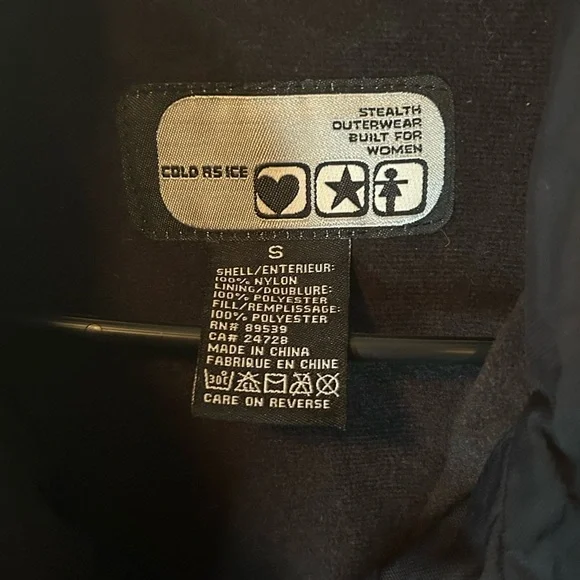 STEALTH
OUTERWEAR
BUILT FOR
WOMEN
COLD AS ICE
S
SHELL/ENTERIEUR:
100% NYLON
LINING/DOUBLURE:
100% POLYESTER
FILL/REMPLISSAGE:
100% POLYESTER
RN# 89539
CA# 24728
MADE IN CHINA
FABRIQUE EN CHINE
30C
CARE ON REVERSE